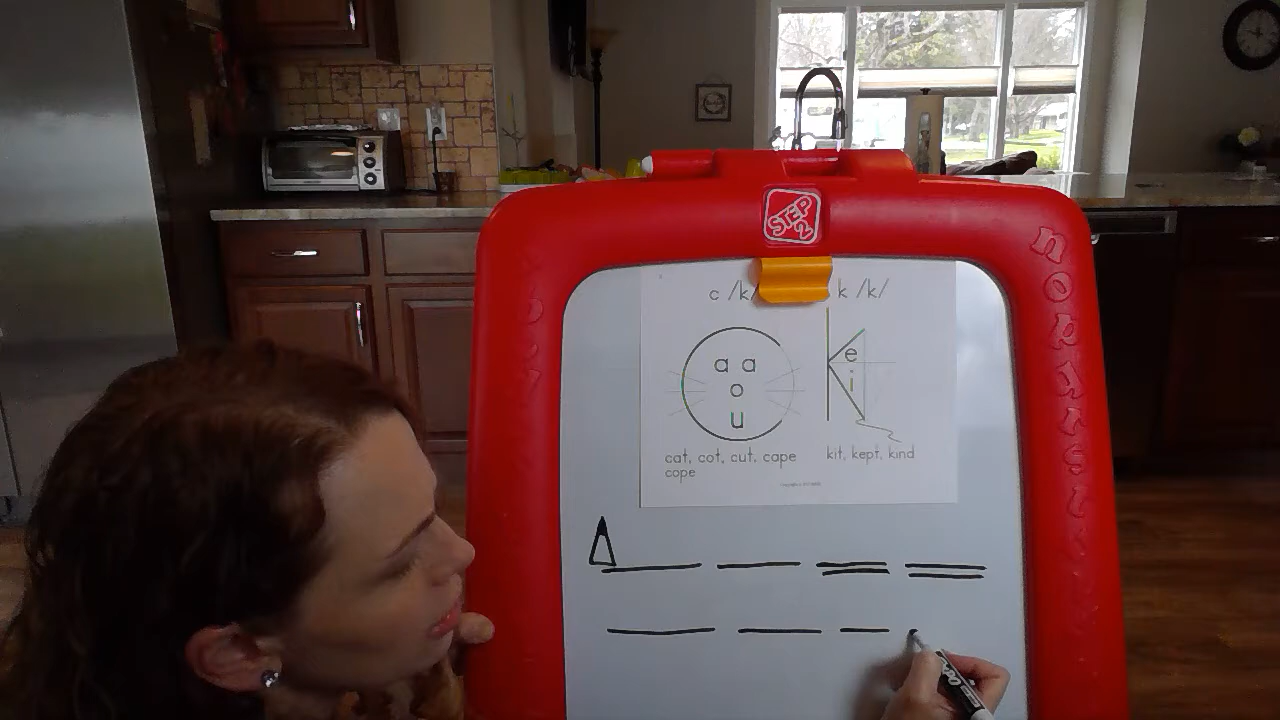 STEP 2
c /k/ k /k/
a a
o
u
e
i
cat, cot, cut, cape
cope
kit, kept, kind